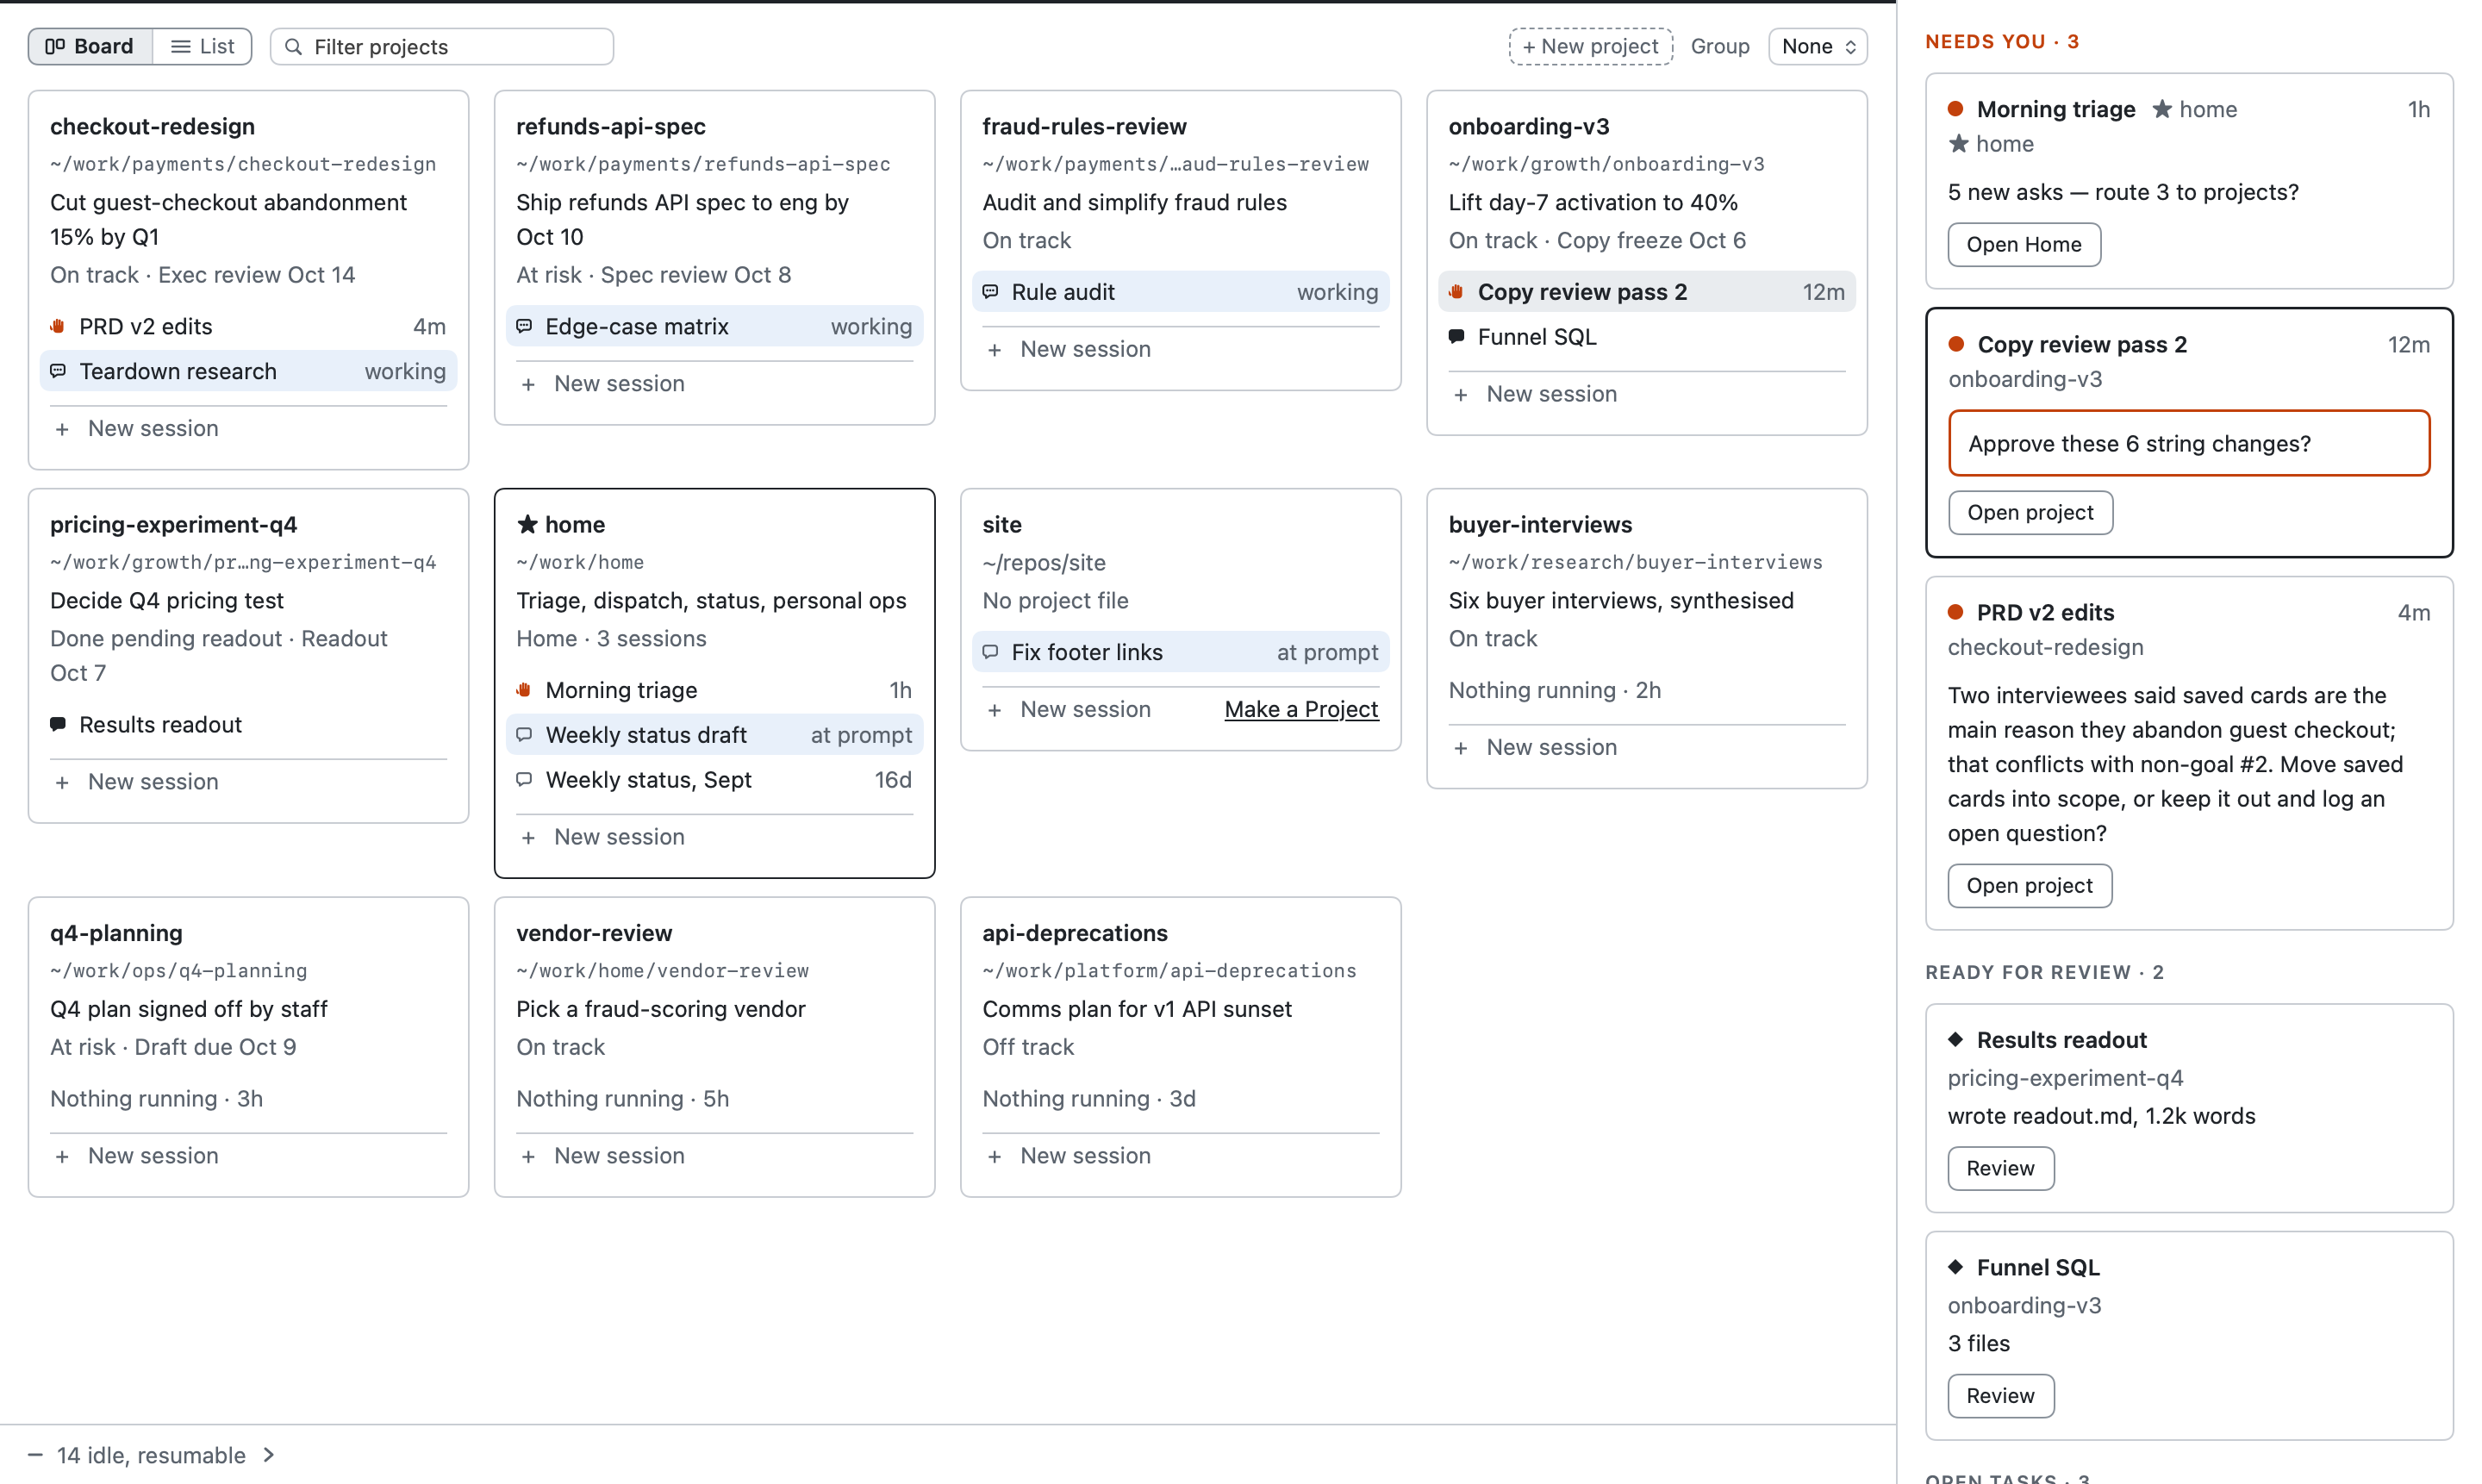 Board
List
Filter projects
+ New project
Group
None
checkout-redesign
~/work/payments/checkout-redesign
Cut guest-checkout abandonment
15% by Q1
On track · Exec review Oct 14
PRD v2 edits 4m
Teardown research working
+ New session
refunds-api-spec
~/work/payments/refunds-api-spec
Ship refunds API spec to eng by
Oct 10
At risk · Spec review Oct 8
Edge-case matrix working
+ New session
fraud-rules-review
~/work/payments/…aud-rules-review
Audit and simplify fraud rules
On track
Rule audit working
+ New session
onboarding-v3
~/work/growth/onboarding-v3
Lift day-7 activation to 40%
On track · Copy freeze Oct 6
Copy review pass 2 12m
Funnel SQL
+ New session
pricing-experiment-q4
~/work/growth/pr…ng-experiment-q4
Decide Q4 pricing test
Done pending readout · Readout
Oct 7
Results readout
+ New session
★ home
~/work/home
Triage, dispatch, status, personal ops
Home · 3 sessions
Morning triage 1h
Weekly status draft at prompt
Weekly status, Sept 16d
+ New session
site
~/repos/site
No project file
Fix footer links at prompt
+ New session Make a Project
buyer-interviews
~/work/research/buyer-interviews
Six buyer interviews, synthesised
On track
Nothing running · 2h
+ New session
q4-planning
~/work/ops/q4-planning
Q4 plan signed off by staff
At risk · Draft due Oct 9
Nothing running · 3h
+ New session
vendor-review
~/work/home/vendor-review
Pick a fraud-scoring vendor
On track
Nothing running · 5h
+ New session
api-deprecations
~/work/platform/api-deprecations
Comms plan for v1 API sunset
Off track
Nothing running · 3d
+ New session
14 idle, resumable
NEEDS YOU · 3
Morning triage ★ home 1h
★ home
5 new asks — route 3 to projects?
Open Home
Copy review pass 2 12m
onboarding-v3
Approve these 6 string changes?
Open project
PRD v2 edits 4m
checkout-redesign
Two interviewees said saved cards are the
main reason they abandon guest checkout;
that conflicts with non-goal #2. Move saved
cards into scope, or keep it out and log an
open question?
Open project
READY FOR REVIEW · 2
Results readout
pricing-experiment-q4
wrote readout.md, 1.2k words
Review
Funnel SQL
onboarding-v3
3 files
Review
OPEN TASKS · 3